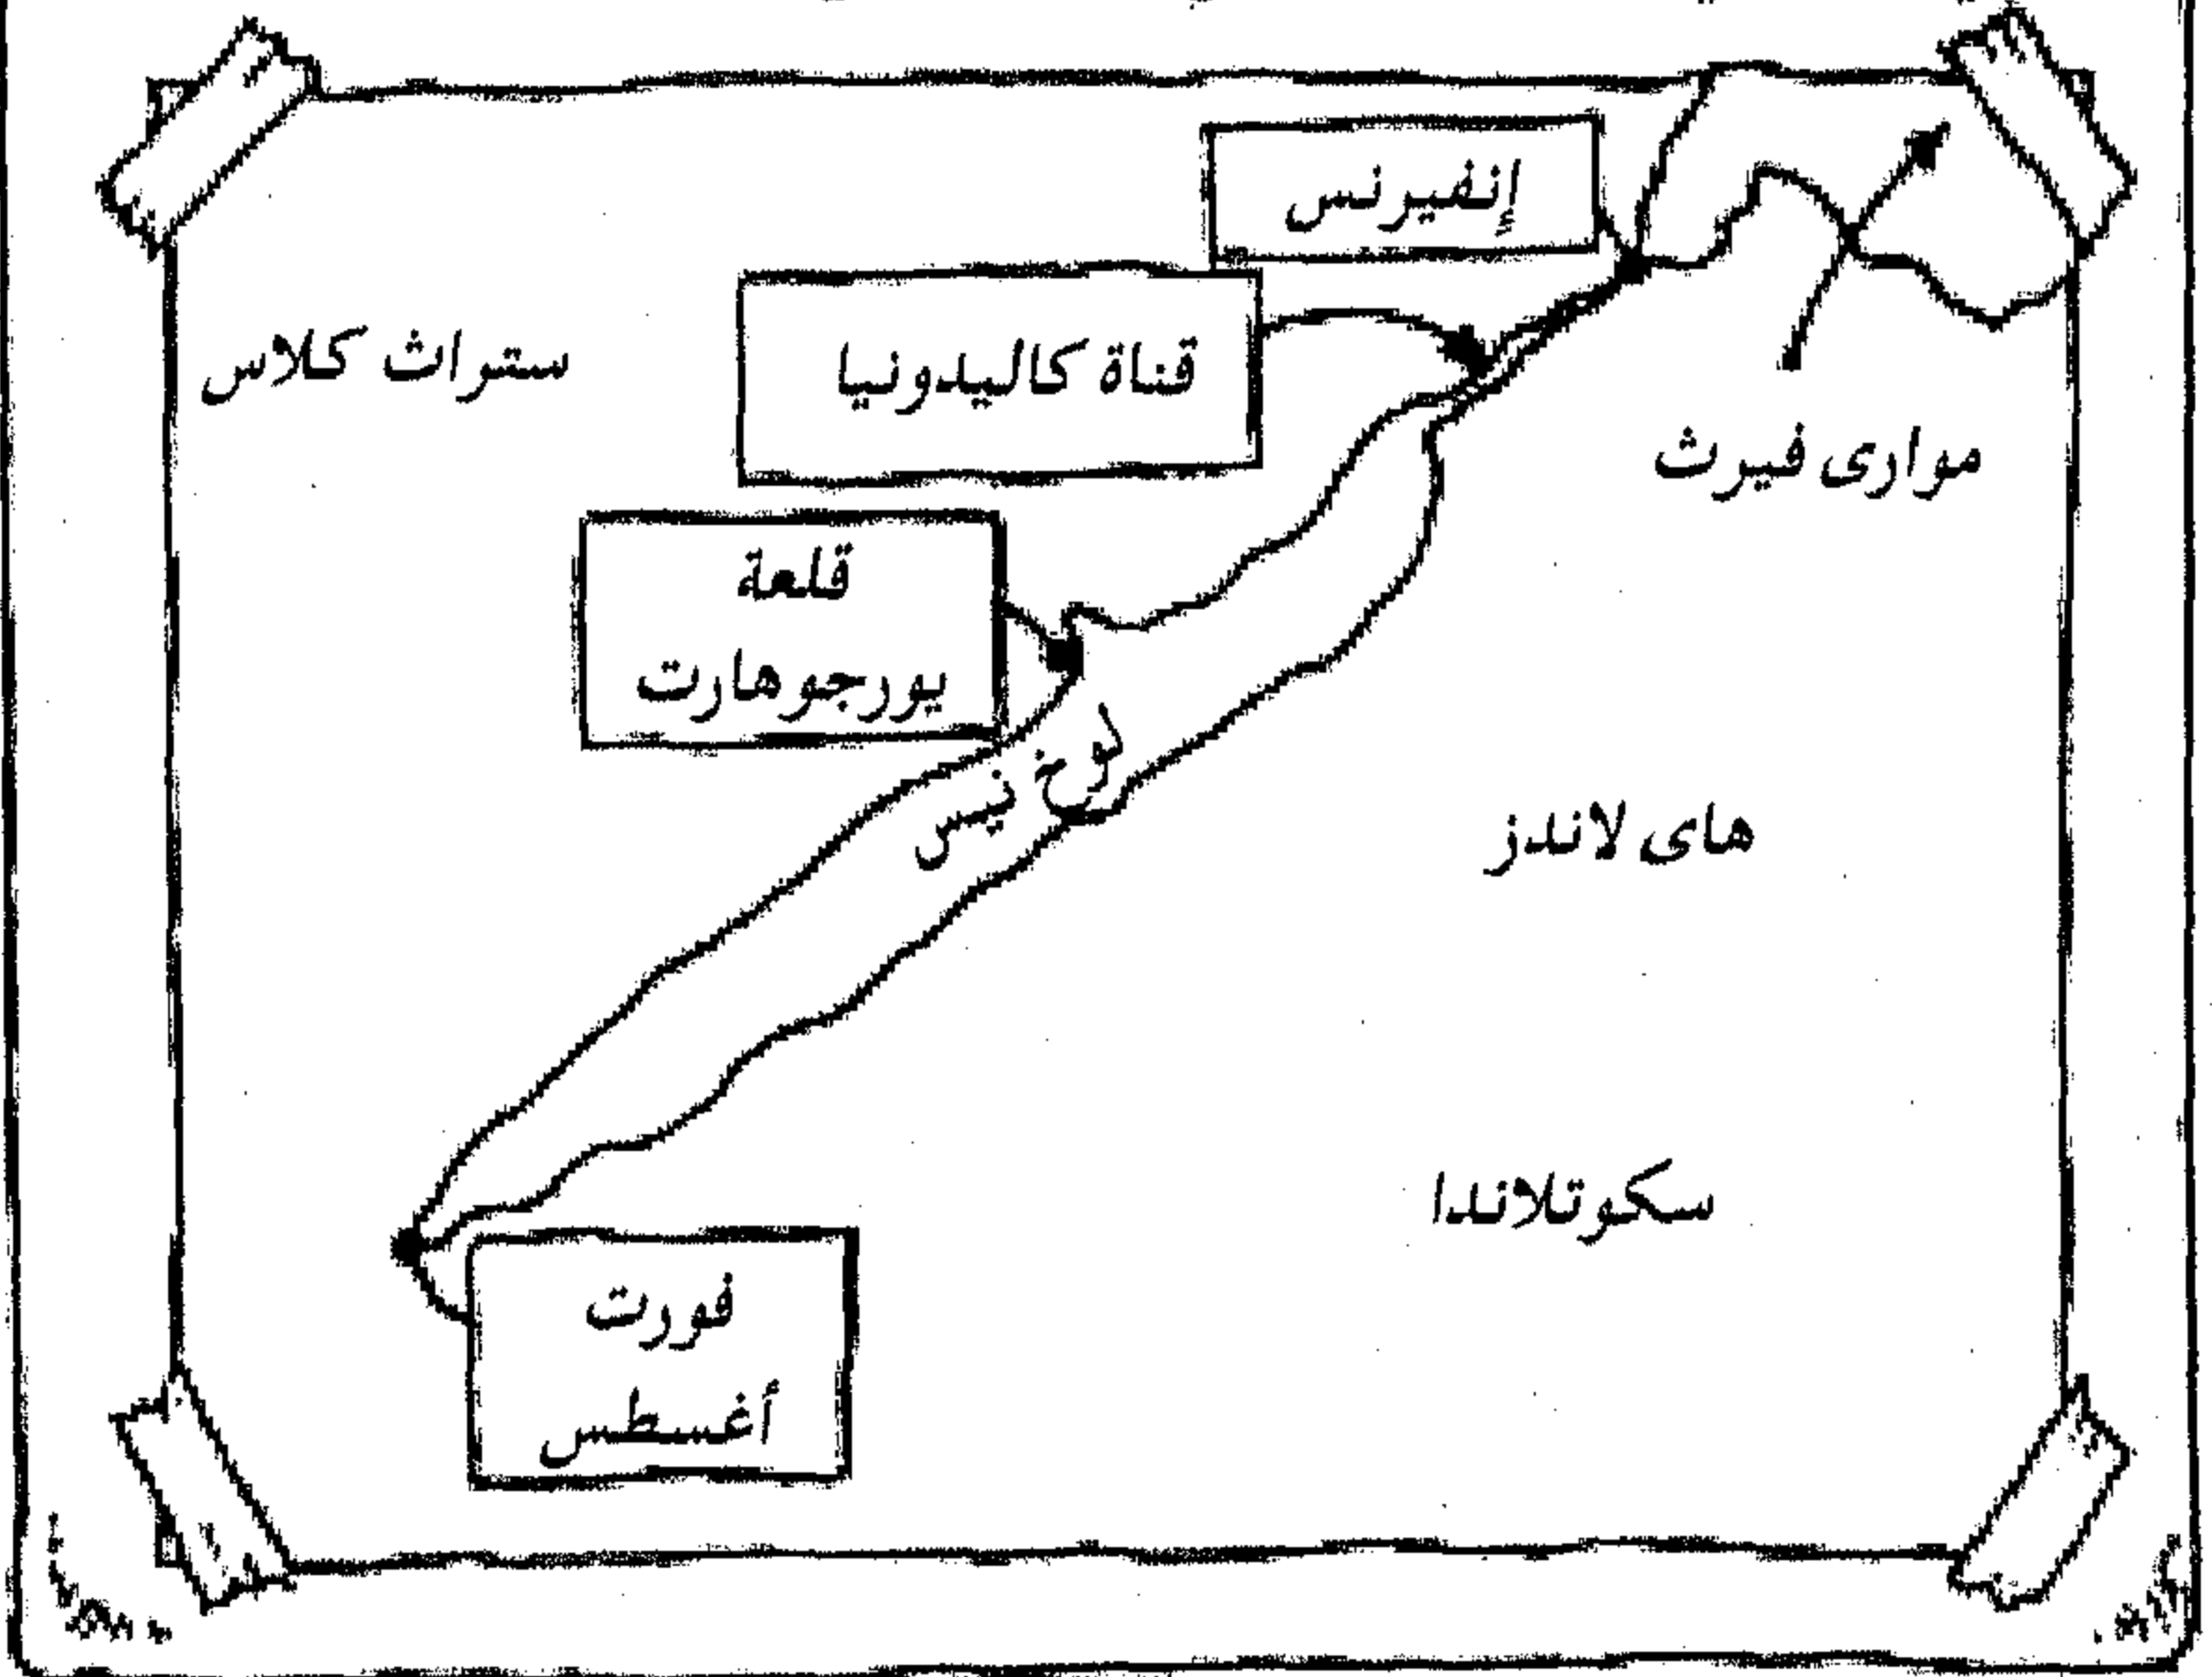 إنفيرنس
قناة كاليدونيا
ستراث كلاس
موارى فيرث
قلعة
يورجوهارت
لوخ نيس
هاى لاندز
سكوتلاندا
فورت
أغسطس